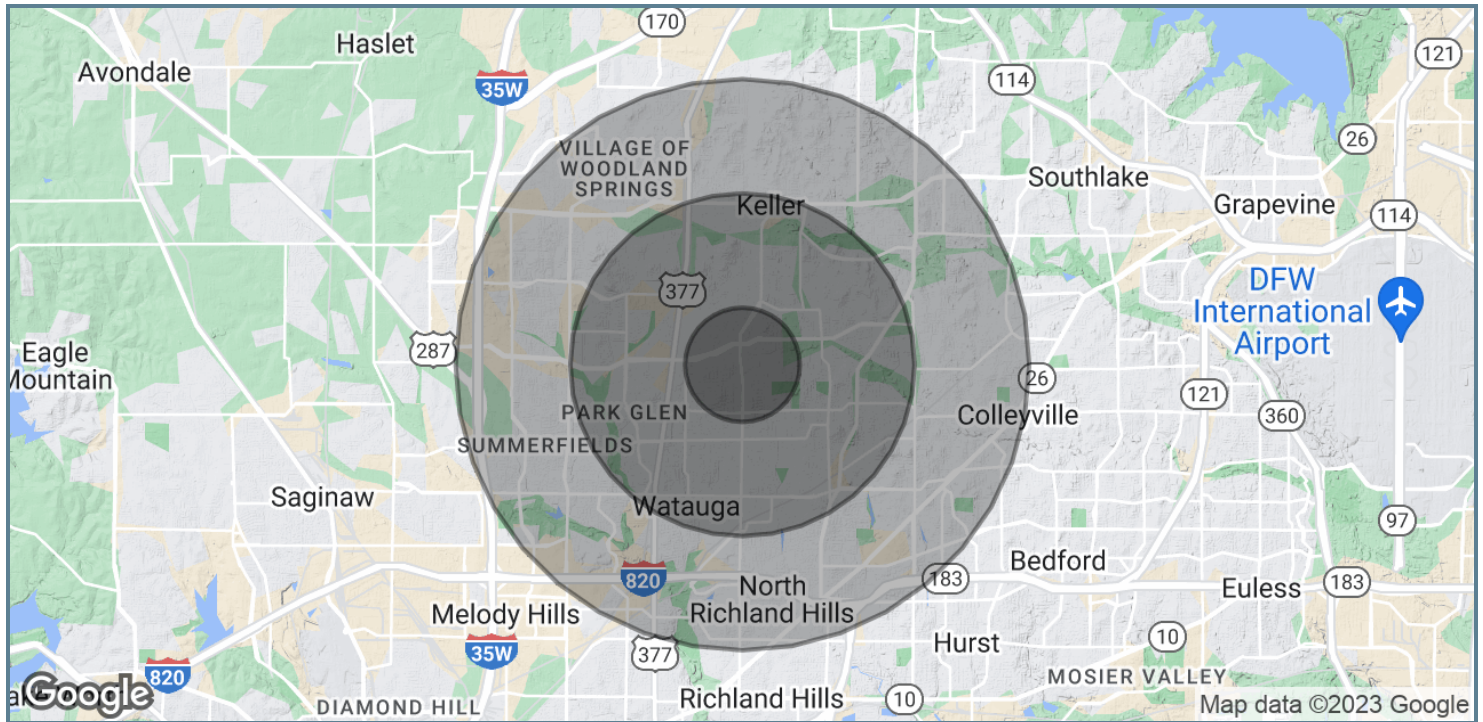 170
Haslet
121
Avondale
114
35W
26
VILLAGE OF
WOODLAND
SPRINGS
Southlake
Keller
Grapevine
114
377
DFW
International
Airport
287
Eagle
Mountain
26
121
360
PARK GLEN
Colleyville
SUMMERFIELDS
Saginaw
Watauga
97
Bedford
820
183
North
Richland Hills
Euless
183
Melody Hills
10
Hurst
35W
377
820
MOSIER VALLEY
Google
Richland Hills
10
DIAMOND HILL
Map data ©2023 Google